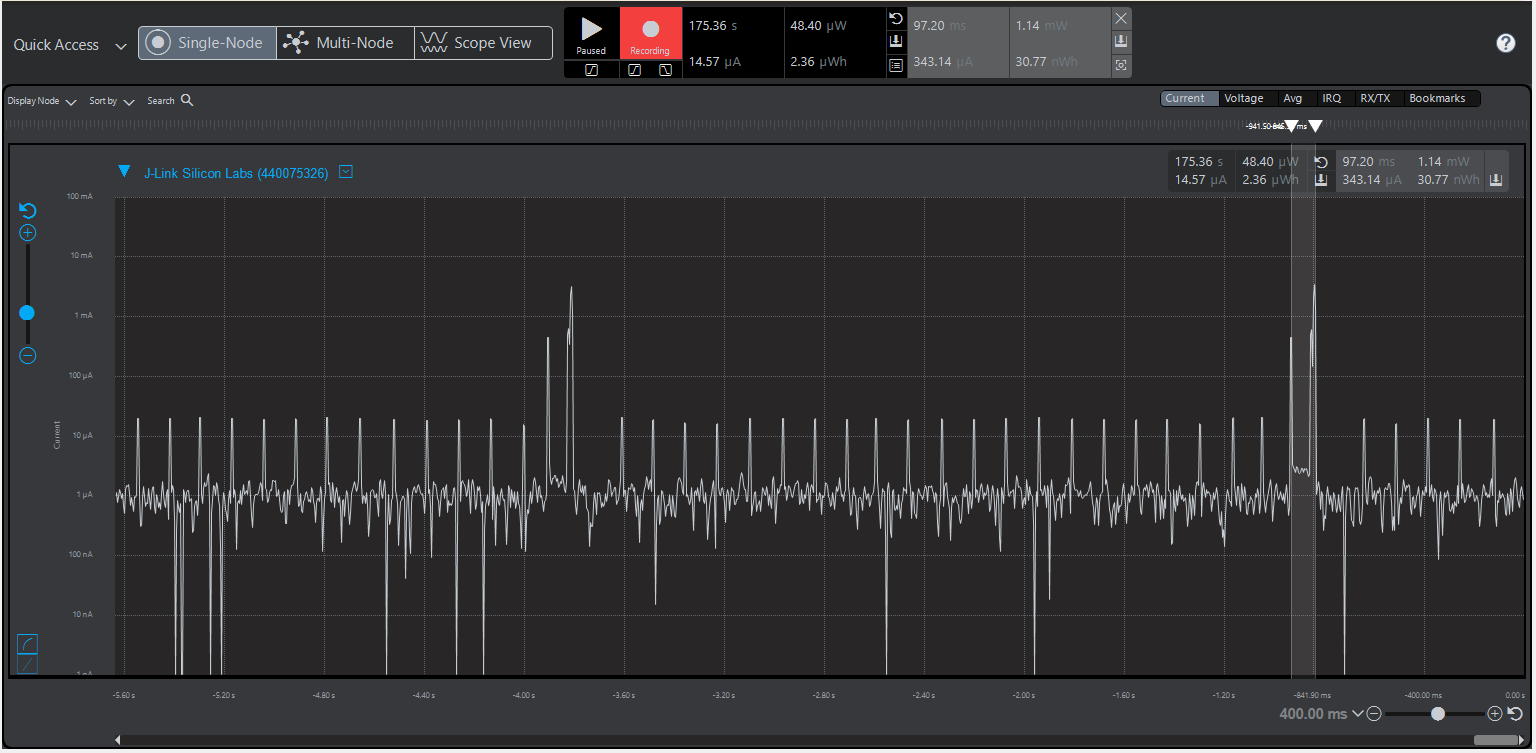 Quick Access
Single-Node
Multi-Node
Scope View
Paused
Recording
175.36 s
48.40 µW
97.20 ms
1.14 mW
14.57 µA
2.36 µWh
343.14 µA
30.77 nWh
Display Node
Sort by
Search
Current
Voltage
Avg
IRQ
RX/TX
Bookmarks
-941.50
ms
J-Link Silicon Labs (440075326)
175.36 s
48.40 µW
97.20 ms
1.14 mW
14.57 µA
2.36 µWh
343.14 µA
30.77 nWh
100 mA
10 mA
1 mA
100 µA
10 µA
1 µA
100 nA
10 nA
Current
-5.60 s
-5.20 s
-4.80 s
-4.40 s
-4.00 s
-3.60 s
-3.20 s
-2.80 s
-2.40 s
-2.00 s
-1.60 s
-1.20 s
-841.90 ms
-400.00 ms
0.00 s
400.00 ms